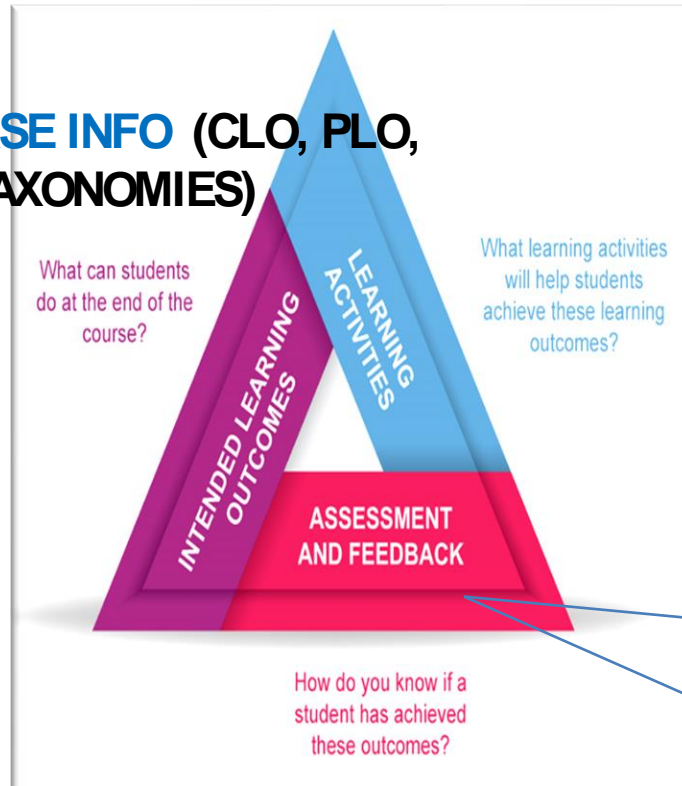 SE INFO (CLO, PLO,
AXONOMIES)
What can students
do at the end of the
course?
What learning activities
will help students
achieve these learning
outcomes?
LEARNING
ACTIVITIES
INTENDED LEARNING
OUTCOMES
ASSESSMENT
AND FEEDBACK
How do you know if a
student has achieved
these outcomes?